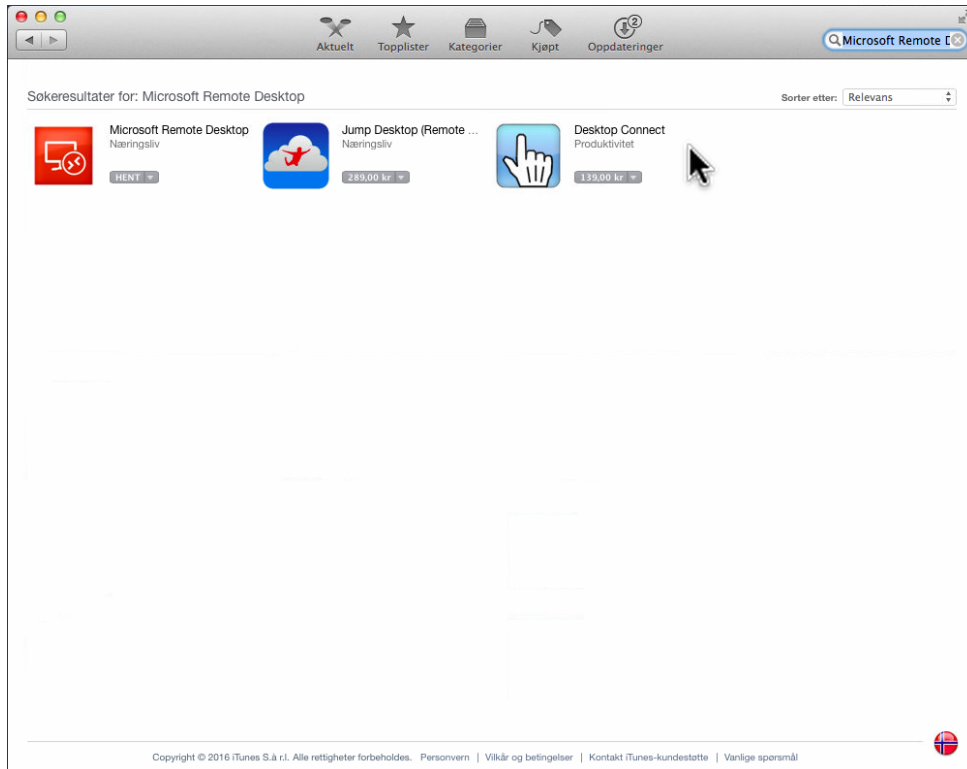 Aktuelt Topplister Kategorier Kjøpt Oppdateringer 2
Microsoft Remote
Søkeresultater for: Microsoft Remote Desktop
Sorter etter: Relevans
Microsoft Remote Desktop
Næringsliv
HENT
Jump Desktop (Remote ...
Næringsliv
289,00 kr
Desktop Connect
Produktivitet
139,00 kr
Copyright © 2016 iTunes S.à r.l. Alle rettigheter forbeholdes. Personvern | Vilkår og betingelser | Kontakt iTunes-kundestøtte | Vanlige spørsmål